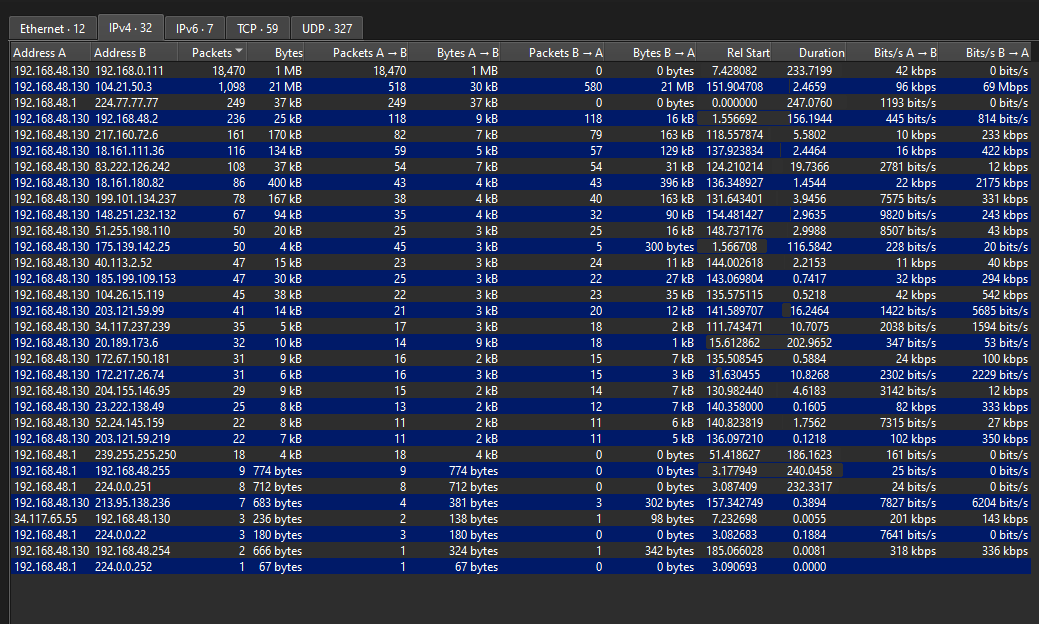 Ethernet · 12 IPv4 · 32 IPv6 · 7 TCP · 59 UDP · 327
Address A Address B Packets Bytes Packets A → B Bytes A → B Packets B → A Bytes B → A Rel Start Duration Bits/s A → B Bits/s B → A
192.168.48.130 192.168.0.111 18,470 1 MB 18,470 1 MB 0 0 bytes 7.428082 233.7199 42 kbps 0 bits/s
192.168.48.130 104.21.50.3 1,098 21 MB 518 30 kB 580 21 MB 151.904708 2.4659 96 kbps 69 Mbps
192.168.48.1 224.77.77.77 249 37 kB 249 37 kB 0 0 bytes 0.000000 247.0760 1193 bits/s 0 bits/s
192.168.48.130 192.168.48.2 236 25 kB 118 9 kB 118 16 kB 1.556692 156.1944 445 bits/s 814 bits/s
192.168.48.130 217.160.72.6 161 170 kB 82 7 kB 79 163 kB 118.557874 5.5802 10 kbps 233 kbps
192.168.48.130 18.161.111.36 116 134 kB 59 5 kB 57 129 kB 137.923834 2.4464 16 kbps 422 kbps
192.168.48.130 83.222.126.242 108 37 kB 54 7 kB 54 31 kB 124.210214 19.7366 2781 bits/s 12 kbps
192.168.48.130 18.161.180.82 86 400 kB 43 4 kB 43 396 kB 136.348927 1.4544 22 kbps 2175 kbps
192.168.48.130 199.101.134.237 78 167 kB 38 4 kB 40 163 kB 131.643401 3.9456 7575 bits/s 331 kbps
192.168.48.130 148.251.232.132 67 94 kB 35 4 kB 32 90 kB 154.481427 2.9635 9820 bits/s 243 kbps
192.168.48.130 51.255.198.110 50 20 kB 25 3 kB 25 16 kB 148.737176 2.9988 8507 bits/s 43 kbps
192.168.48.130 175.139.142.25 50 4 kB 45 3 kB 5 300 bytes 1.566708 116.5842 228 bits/s 20 bits/s
192.168.48.130 40.113.2.52 47 15 kB 23 3 kB 24 11 kB 144.002618 2.2153 11 kbps 40 kbps
192.168.48.130 185.199.109.153 47 30 kB 25 3 kB 22 27 kB 143.069804 0.7417 32 kbps 294 kbps
192.168.48.130 104.26.15.119 45 38 kB 22 3 kB 23 35 kB 135.575115 0.5218 42 kbps 542 kbps
192.168.48.130 203.121.59.99 41 14 kB 21 3 kB 20 12 kB 141.589707 16.2464 1422 bits/s 5685 bits/s
192.168.48.130 34.117.237.239 35 5 kB 17 3 kB 18 2 kB 111.743471 10.7075 2038 bits/s 1594 bits/s
192.168.48.130 20.189.173.6 32 10 kB 14 9 kB 18 1 kB 15.612862 202.9652 347 bits/s 53 bits/s
192.168.48.130 172.67.150.181 31 9 kB 16 2 kB 15 7 kB 135.508545 0.5884 24 kbps 100 kbps
192.168.48.130 172.217.26.74 31 6 kB 16 3 kB 15 3 kB 31.630455 10.8268 2302 bits/s 2229 bits/s
192.168.48.130 204.155.146.95 29 9 kB 15 2 kB 14 7 kB 130.982440 4.6183 3142 bits/s 12 kbps
192.168.48.130 23.222.138.49 25 8 kB 13 2 kB 12 7 kB 140.358000 0.1605 82 kbps 333 kbps
192.168.48.130 52.24.145.159 22 8 kB 11 2 kB 11 6 kB 140.823819 1.7562 7315 bits/s 27 kbps
192.168.48.130 203.121.59.219 22 7 kB 11 2 kB 11 5 kB 136.097210 0.1218 102 kbps 350 kbps
192.168.48.1 239.255.255.250 18 4 kB 18 4 kB 0 0 bytes 51.418627 186.1623 161 bits/s 0 bits/s
192.168.48.1 192.168.48.255 9 774 bytes 9 774 bytes 0 0 bytes 3.177949 240.0458 25 bits/s 0 bits/s
192.168.48.1 224.0.0.251 8 712 bytes 8 712 bytes 0 0 bytes 3.087409 232.3317 24 bits/s 0 bits/s
192.168.48.130 213.95.138.236 7 683 bytes 4 381 bytes 3 302 bytes 157.342749 0.3894 7827 bits/s 6204 bits/s
34.117.65.55 192.168.48.130 3 236 bytes 2 138 bytes 1 98 bytes 7.232698 0.0055 201 kbps 143 kbps
192.168.48.1 224.0.0.22 3 180 bytes 3 180 bytes 0 0 bytes 3.082683 0.1884 7641 bits/s 0 bits/s
192.168.48.130 192.168.48.254 2 666 bytes 1 324 bytes 1 342 bytes 185.066028 0.0081 318 kbps 336 kbps
192.168.48.1 224.0.0.252 1 67 bytes 1 67 bytes 0 0 bytes 3.090693 0.0000